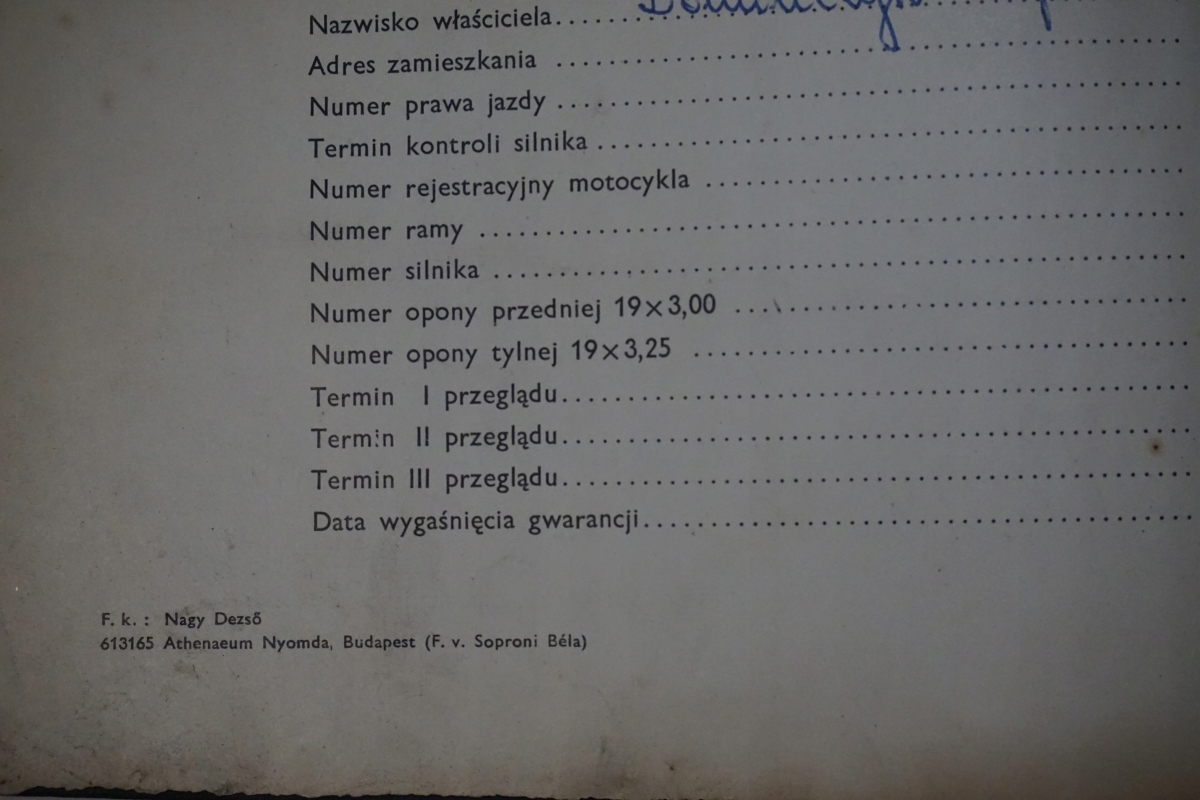 Nazwisko właściciela........................
Adres zamieszkania ........................
Numer prawa jazdy ........................
Termin kontroli silnika ........................
Numer rejestracyjny motocykla ........................
Numer ramy ........................
Numer silnika ........................
Numer opony przedniej 19×3,00 ........................
Numer opony tylnej 19×3,25 ........................
Termin I przeglądu........................
Termin II przeglądu........................
Termin III przeglądu........................
Data wygaśnięcia gwarancji........................
F. k. : Nagy Dezső
613165 Athenaeum Nyomda, Budapest (F. v. Soproni Béla)